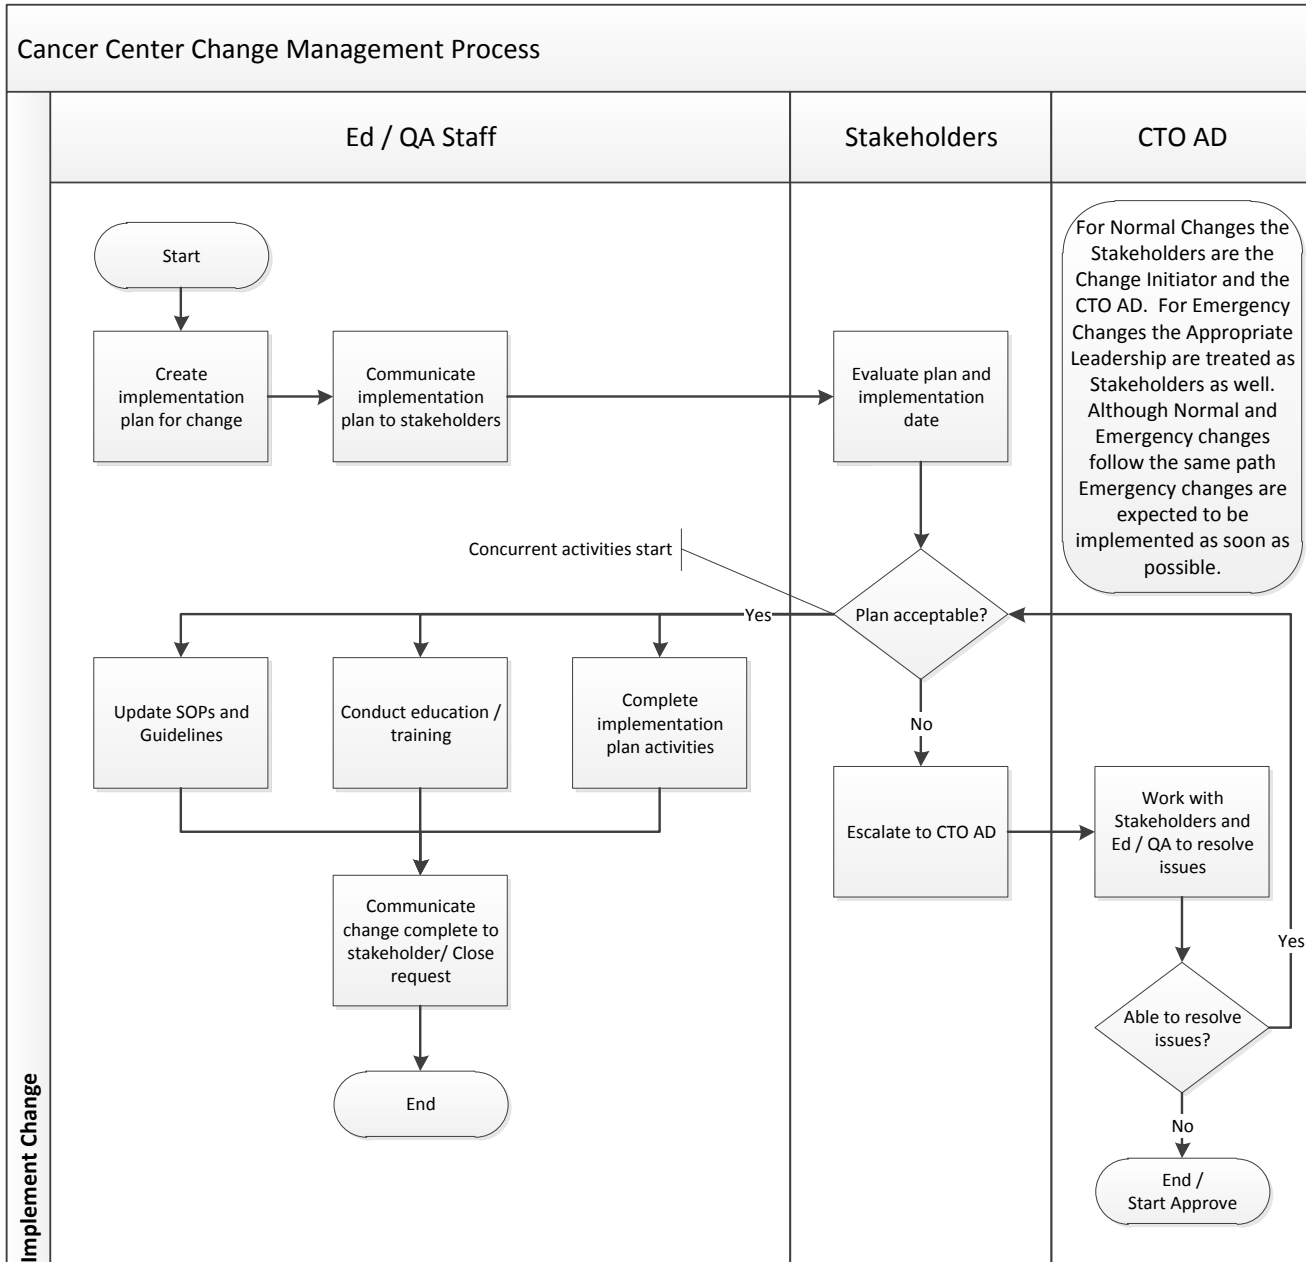 Cancer Center Change Management Process
Ed / QA Staff
Stakeholders
CTO AD
Start
For Normal Changes the
Stakeholders are the
Change Initiator and the
CTO AD.  For Emergency
Changes the Appropriate
Leadership are treated as
Stakeholders as well.
Although Normal and
Emergency changes
follow the same path
Emergency changes are
expected to be
implemented as soon as
possible.
Create
implementation
plan for change
Communicate
implementation
plan to stakeholders
Evaluate plan and
implementation
date
Concurrent activities start
Plan acceptable?
Yes
No
Update SOPs and
Guidelines
Conduct education /
training
Complete
implementation
plan activities
Escalate to CTO AD
Work with
Stakeholders and
Ed / QA to resolve
issues
Communicate
change complete to
stakeholder/ Close
request
Yes
Able to resolve
issues?
No
End
End /
Start Approve
Implement Change